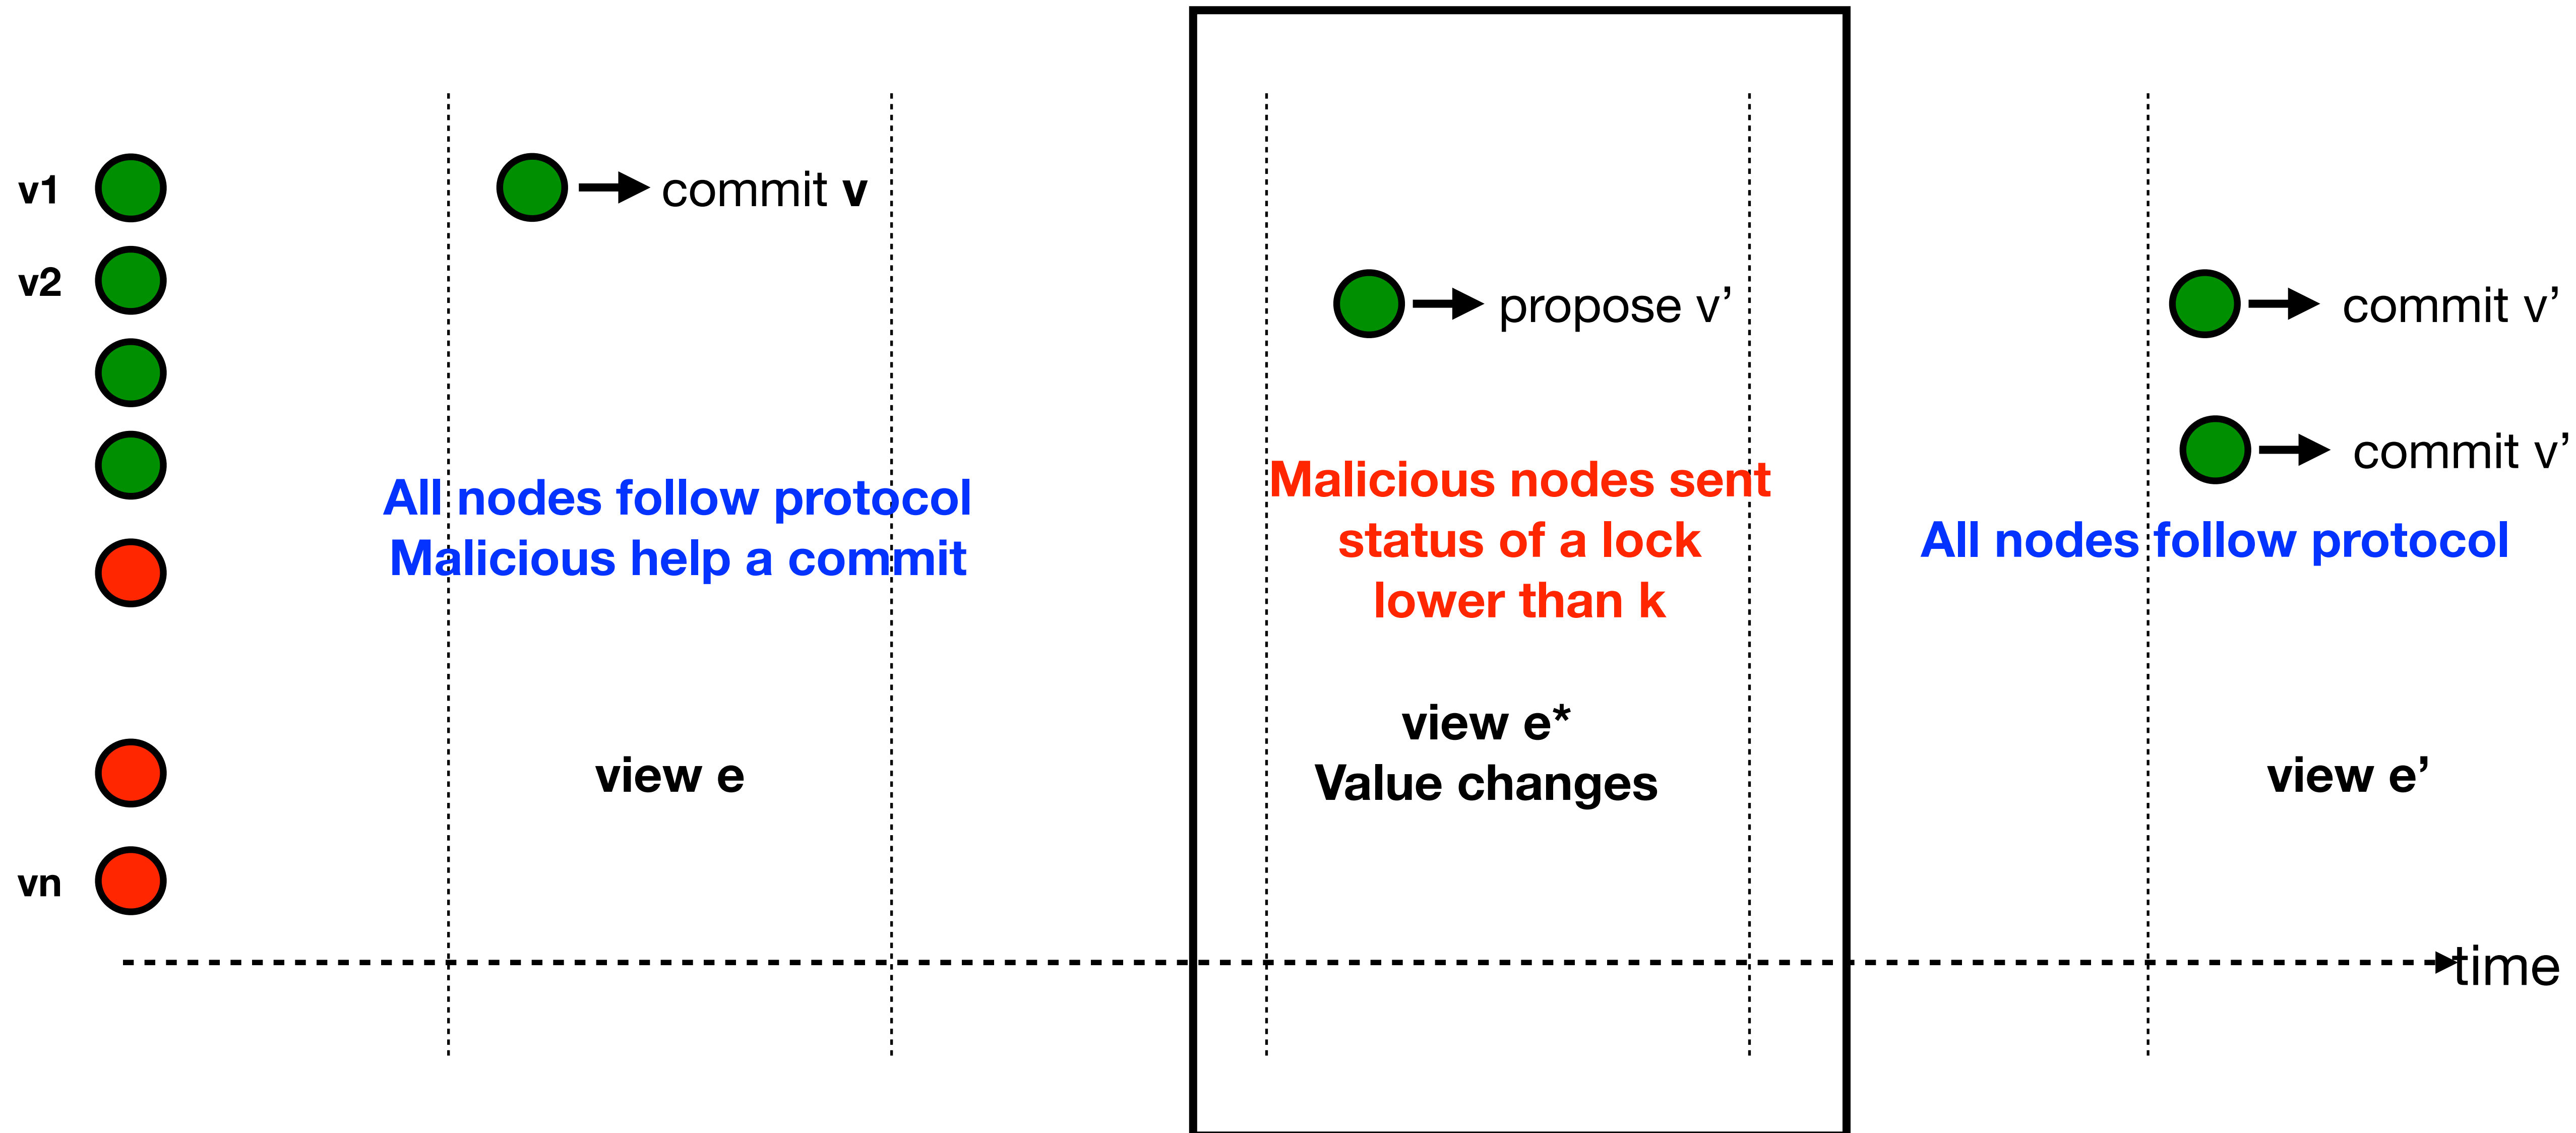 v1
v2
vn
commit v
All nodes follow protocol
Malicious help a commit
view e
propose v’
Malicious nodes sent
status of a lock
lower than k
view e*
Value changes
commit v’
commit v’
All nodes follow protocol
view e’
time